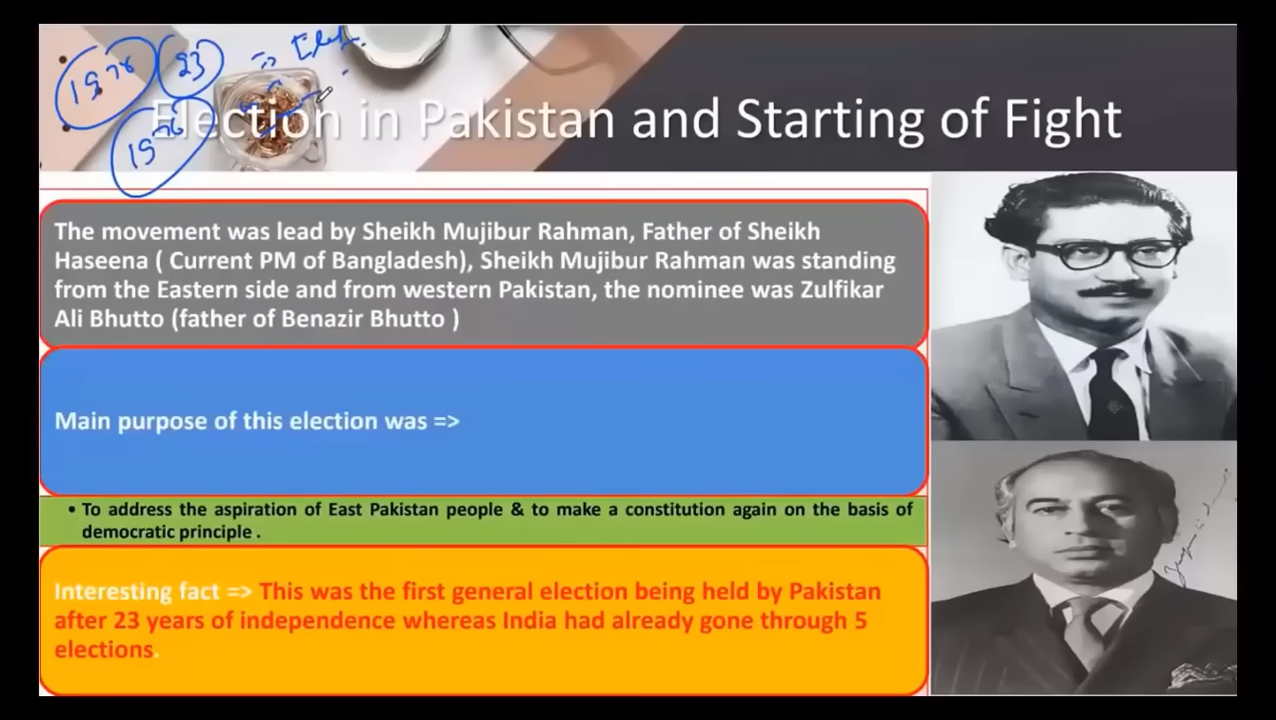 Election in Pakistan and Starting of Fight
The movement was lead by Sheikh Mujibur Rahman, Father of Sheikh
Haseena ( Current PM of Bangladesh), Sheikh Mujibur Rahman was standing
from the Eastern side and from western Pakistan, the nominee was Zulfikar
Ali Bhutto (father of Benazir Bhutto )
Main purpose of this election was =>
• To address the aspiration of East Pakistan people & to make a constitution again on the basis of
democratic principle .
Interesting fact => This was the first general election being held by Pakistan
after 23 years of independence whereas India had already gone through 5
elections.
23